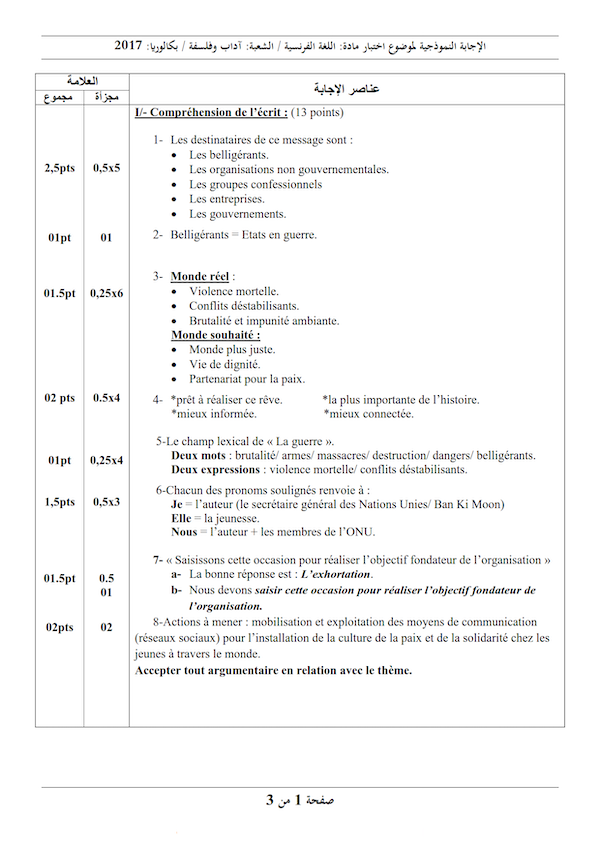 الإجابة النموذجية لموضوع اختبار مادة: اللغة الفرنسية / الشعبة: آداب وفلسفة / بكالوريا: 2017
العلامة
عناصر الإجابة
مجموع
مجزأة
I/- Compréhension de l’écrit : (13 points)
1- Les destinataires de ce message sont :
• Les belligérants.
2,5pts 0,5x5 • Les organisations non gouvernementales.
• Les groupes confessionnels
• Les entreprises.
• Les gouvernements.
01pt 01 2- Belligérants = Etats en guerre.
3- Monde réel :
01.5pt 0,25x6 • Violence mortelle.
• Conflits déstabilisants.
• Brutalité et impunité ambiante.
Monde souhaité :
• Monde plus juste.
• Vie de dignité.
• Partenariat pour la paix.
02 pts 0.5x4 4- *prêt à réaliser ce rêve. *la plus importante de l’histoire.
*mieux informée. *mieux connectée.
5-Le champ lexical de « La guerre ».
01pt 0,25x4 Deux mots : brutalité/ armes/ massacres/ destruction/ dangers/ belligérants.
Deux expressions : violence mortelle/ conflits déstabilisants.
6-Chacun des pronoms soulignés renvoie à :
1,5pts 0,5x3 Je = l’auteur (le secrétaire général des Nations Unies/ Ban Ki Moon)
Elle = la jeunesse.
Nous = l’auteur + les membres de l’ONU.
7- « Saisissons cette occasion pour réaliser l’objectif fondateur de l’organisation »
01.5pt 0.5 a- La bonne réponse est : L’exhortation.
01 b- Nous devons saisir cette occasion pour réaliser l’objectif fondateur de
l’organisation.
02pts 02 8-Actions à mener : mobilisation et exploitation des moyens de communication
(réseaux sociaux) pour l’installation de la culture de la paix et de la solidarité chez les
jeunes à travers le monde.
Accepter tout argumentaire en relation avec le thème.
صفحة 1 من 3